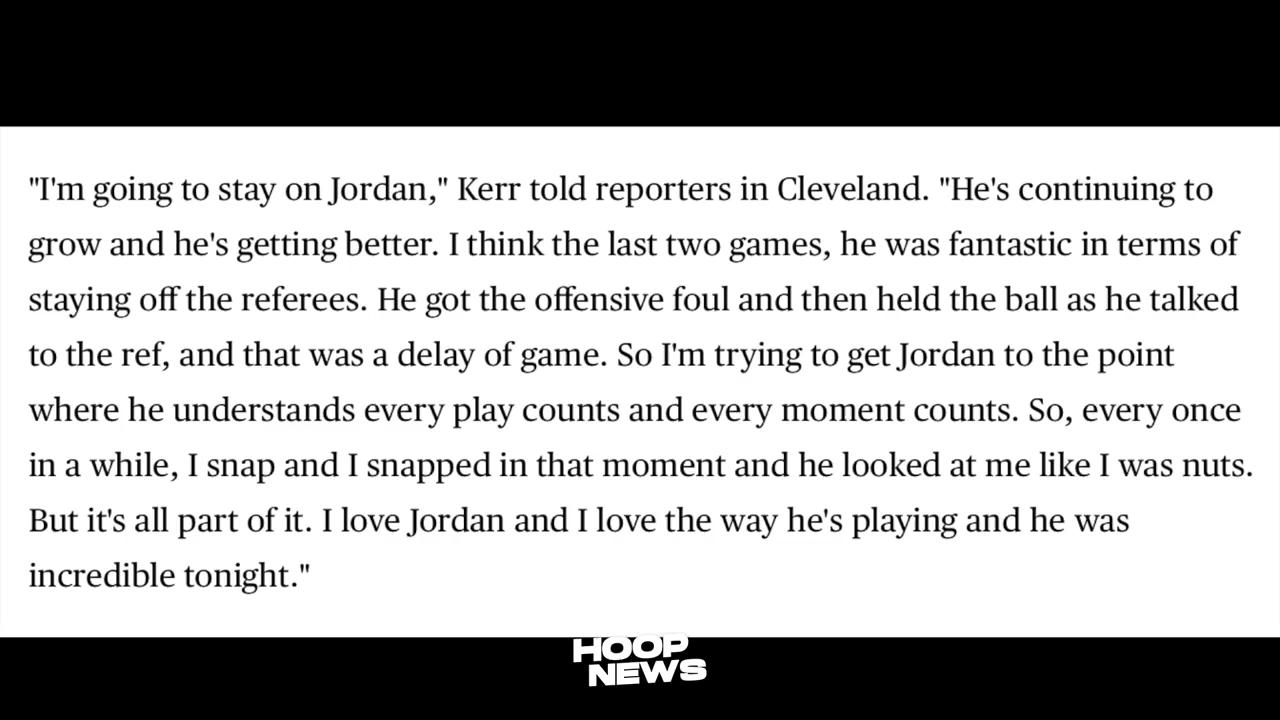 "I'm going to stay on Jordan," Kerr told reporters in Cleveland. "He's continuing to
grow and he's getting better. I think the last two games, he was fantastic in terms of
staying off the referees. He got the offensive foul and then held the ball as he talked
to the ref, and that was a delay of game. So I'm trying to get Jordan to the point
where he understands every play counts and every moment counts. So, every once
in a while, I snap and I snapped in that moment and he looked at me like I was nuts.
But it's all part of it. I love Jordan and I love the way he's playing and he was
incredible tonight."
HOOP
NEWS